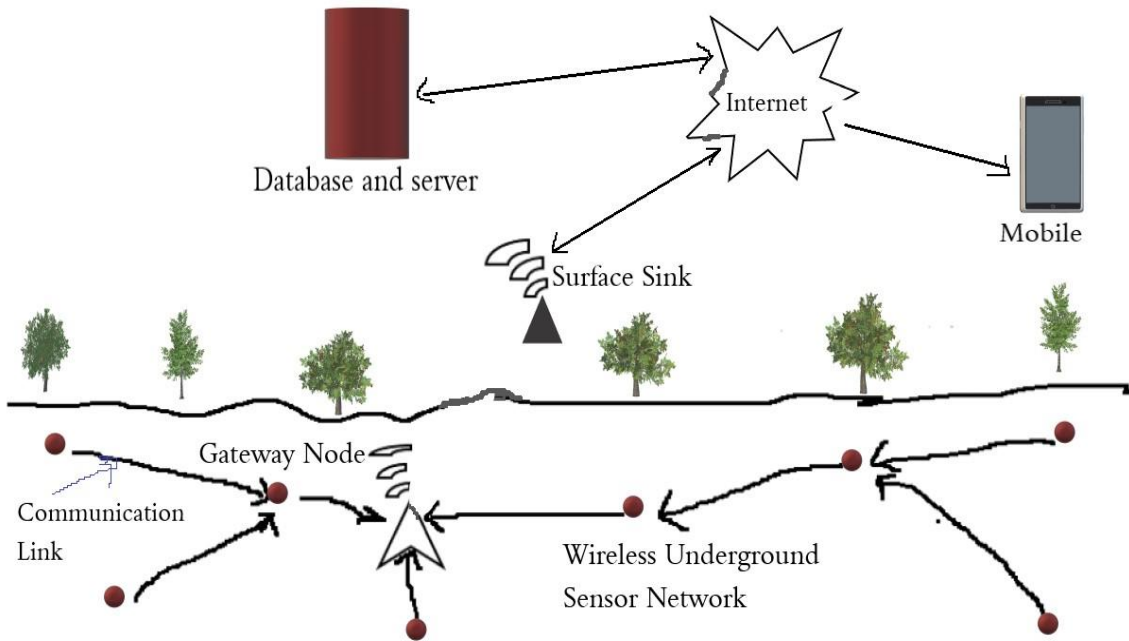 Internet
Database and server
Mobile
Surface Sink
Gateway Node
Communication
Link
Wireless Underground
Sensor Network